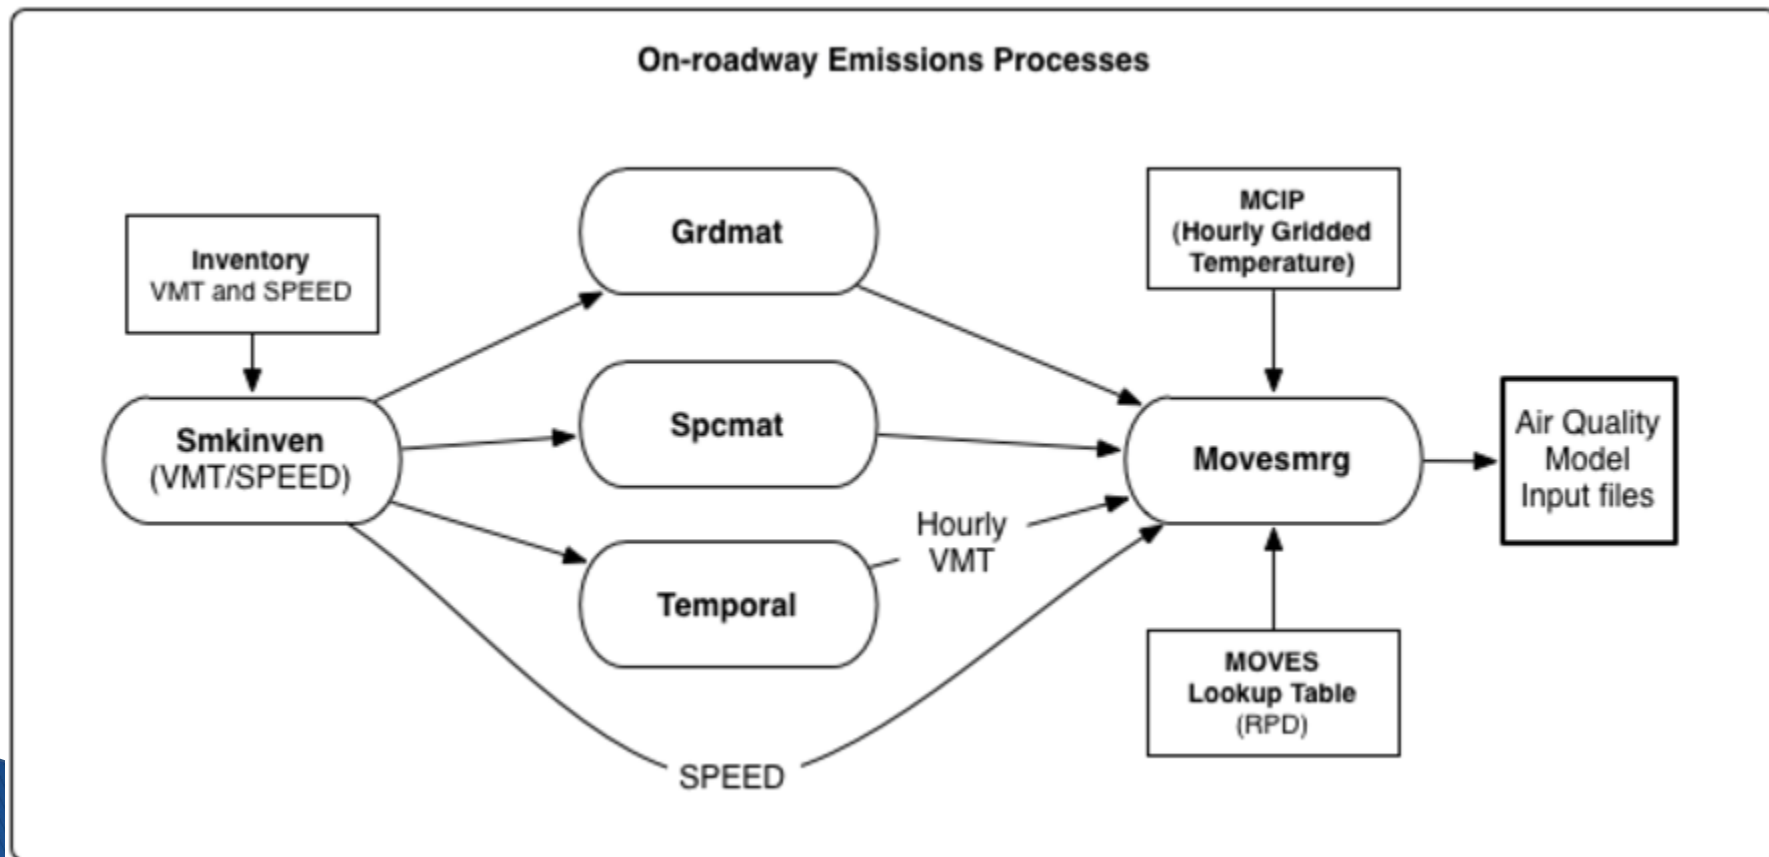 On-roadway Emissions Processes
Inventory
VMT and SPEED
Smkinven
(VMT/SPEED)
Grdmat
Spcmat
Temporal
Hourly
VMT
SPEED
MCIP
(Hourly Gridded
Temperature)
Movesmrg
MOVES
Lookup Table
(RPD)
Air Quality
Model
Input files